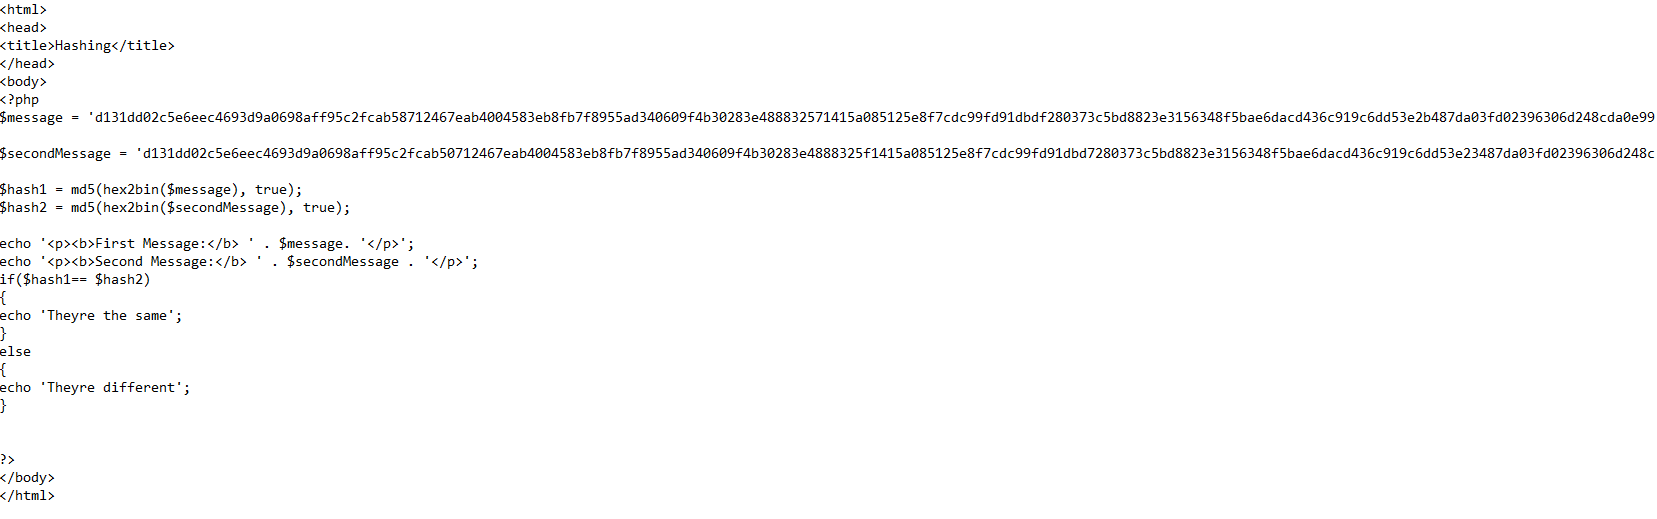 <html>
<head>
<title>Hashing</title>
</head>
<body>
<?php
$message = 'd131dd02c5e6eec4693d9a0698aff95c2fcab58712467eab4004583eb8fb7f8955ad340609f4b30283e488832571415a085125e8f7cdc99fd91dbdf280373c5bd8823e3156348f5bae6dacd436c919c6dd53e2b487da03fd02396306d248cda0e99
$secondMessage = 'd131dd02c5e6eec4693d9a0698aff95c2fcab50712467eab4004583eb8fb7f8955ad340609f4b30283e4888325f1415a085125e8f7cdc99fd91dbd7280373c5bd8823e3156348f5bae6dacd436c919c6dd53e23487da03fd02396306d248c
$hash1 = md5(hex2bin($message), true);
$hash2 = md5(hex2bin($secondMessage), true);
echo '<p><b>First Message:</b> ' . $message. '</p>';
echo '<p><b>Second Message:</b> ' . $secondMessage . '</p>';
if($hash1== $hash2)
{
echo 'Theyre the same';
}
else
{
echo 'Theyre different';
}
?>
</body>
</html>